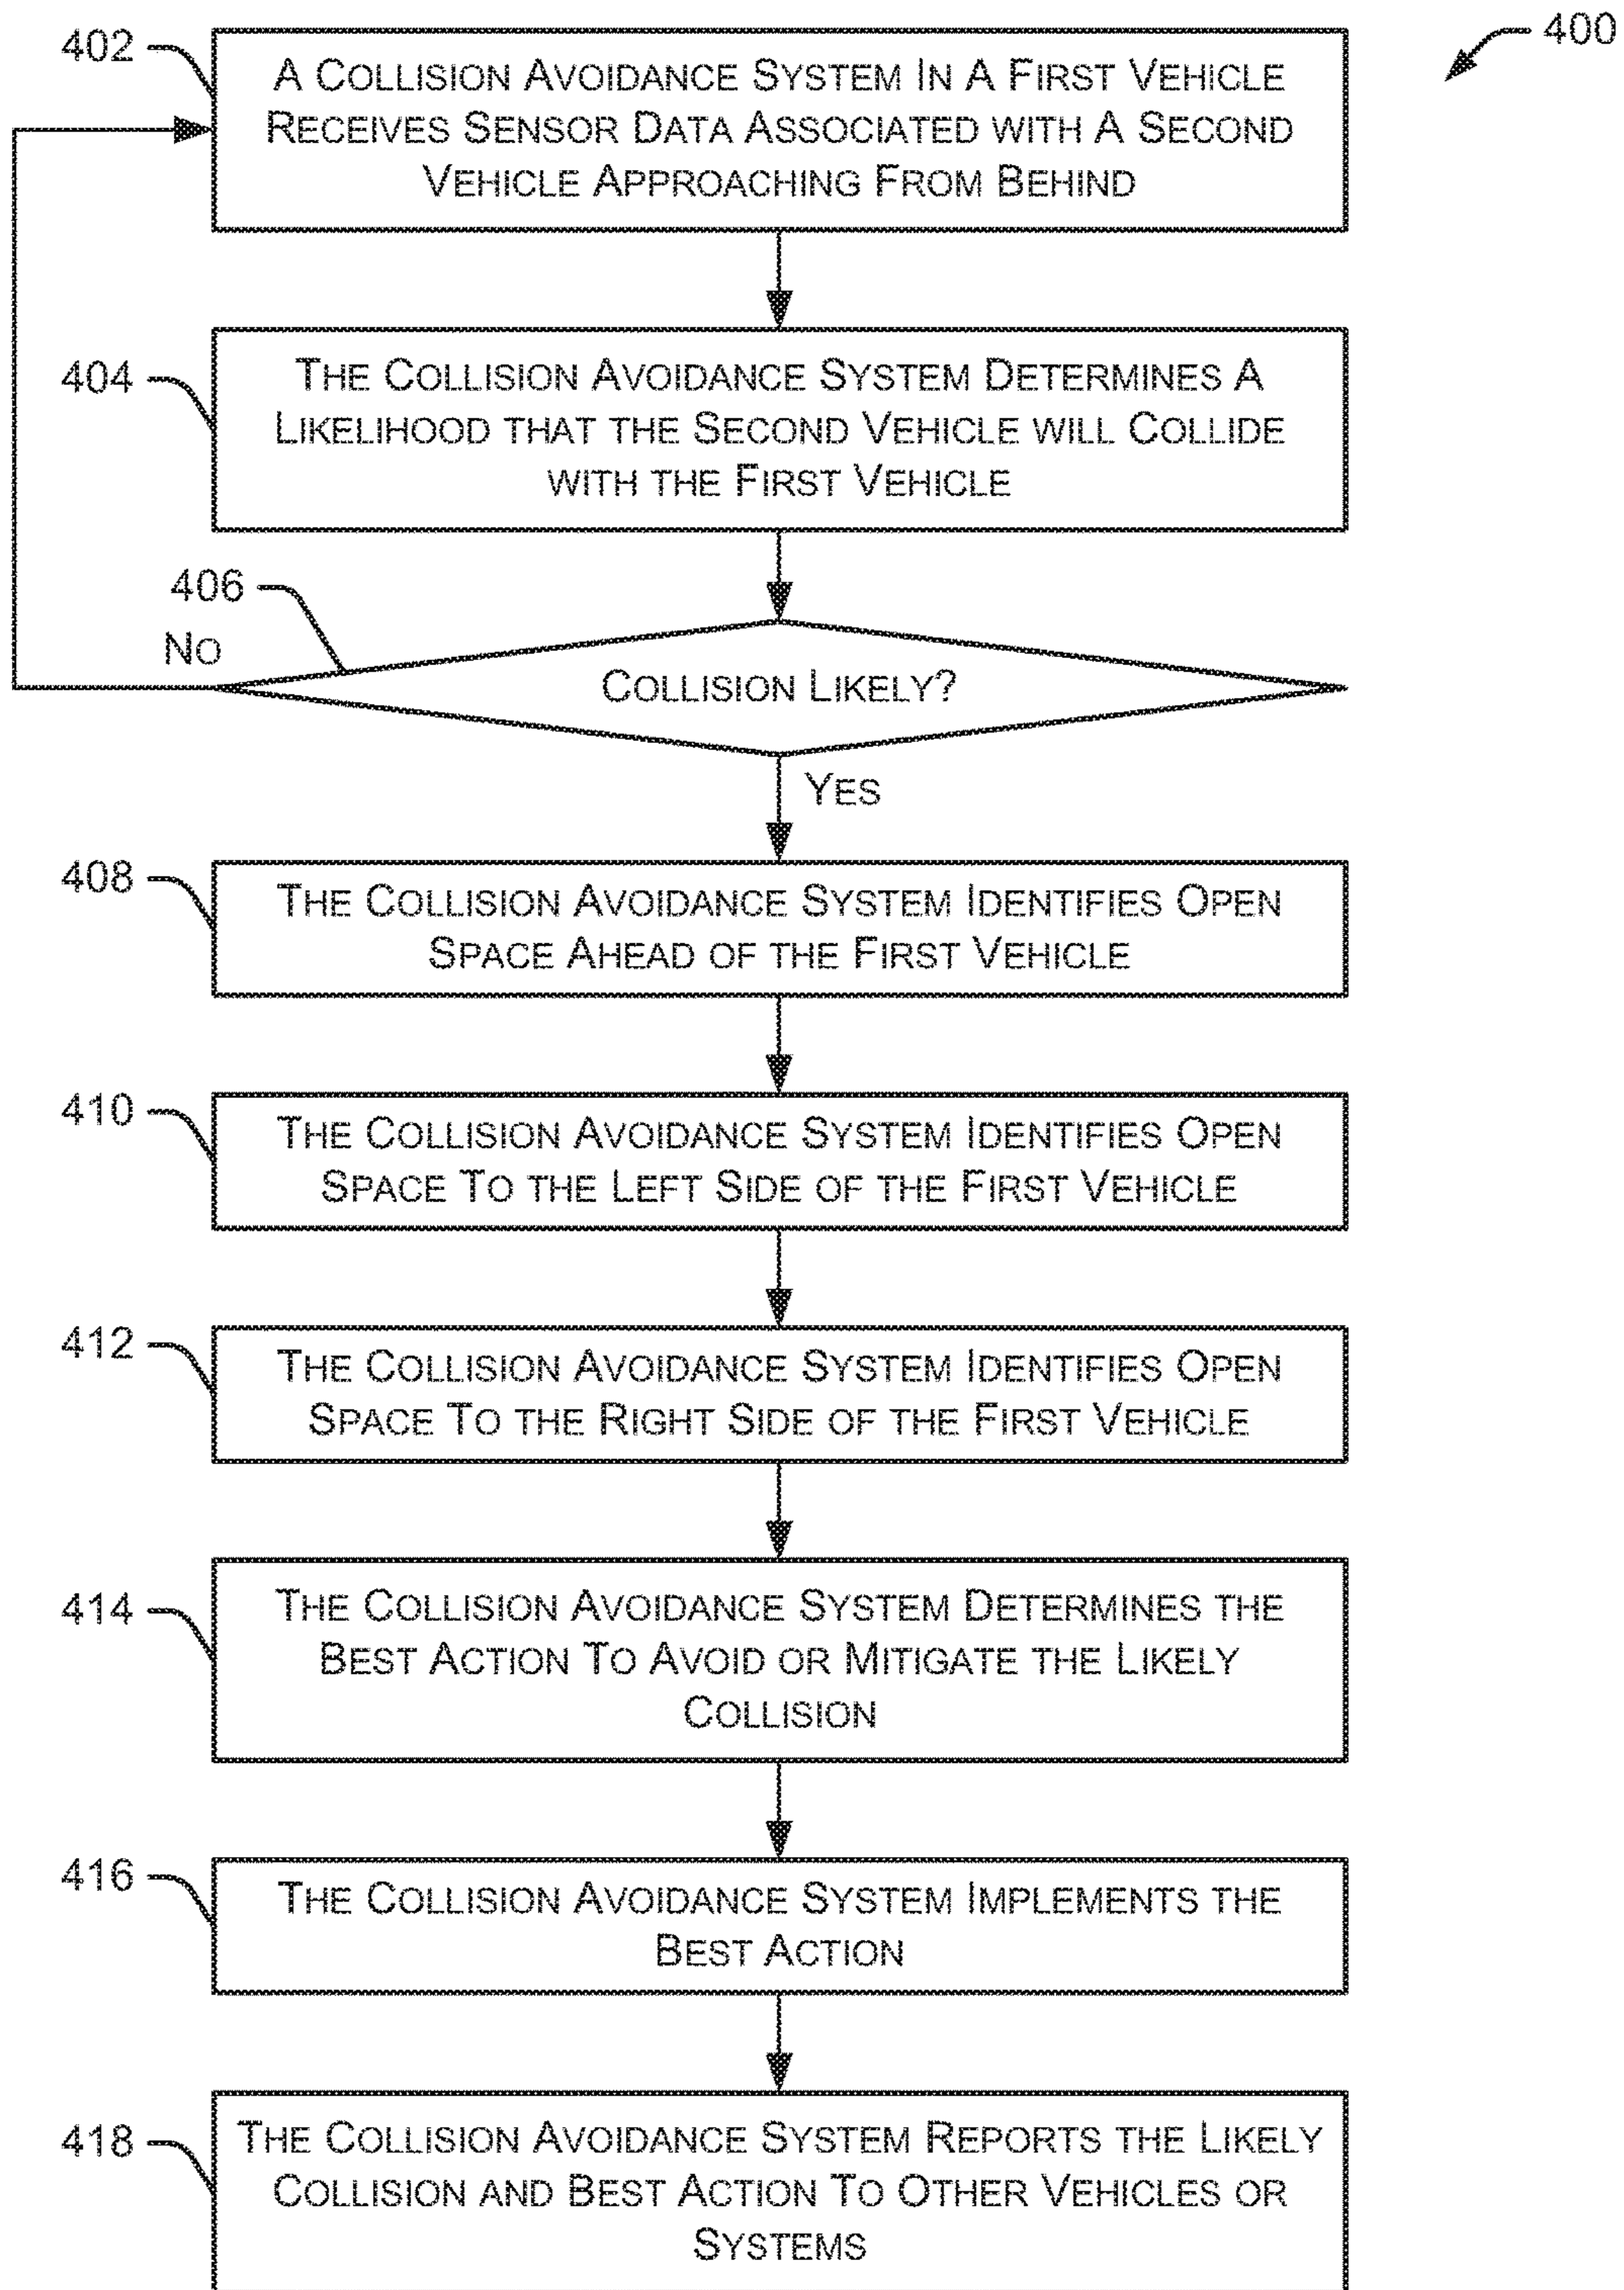 400
402
A Collision Avoidance System In A First Vehicle
Receives Sensor Data Associated with A Second
Vehicle Approaching From Behind
404
The Collision Avoidance System Determines A
Likelihood that the Second Vehicle will Collide
with the First Vehicle
406
No
Collision Likely?
Yes
408
The Collision Avoidance System Identifies Open
Space Ahead of the First Vehicle
410
The Collision Avoidance System Identifies Open
Space To the Left Side of the First Vehicle
412
The Collision Avoidance System Identifies Open
Space To the Right Side of the First Vehicle
414
The Collision Avoidance System Determines the
Best Action To Avoid or Mitigate the Likely
Collision
416
The Collision Avoidance System Implements the
Best Action
418
The Collision Avoidance System Reports the Likely
Collision and Best Action To Other Vehicles or
Systems